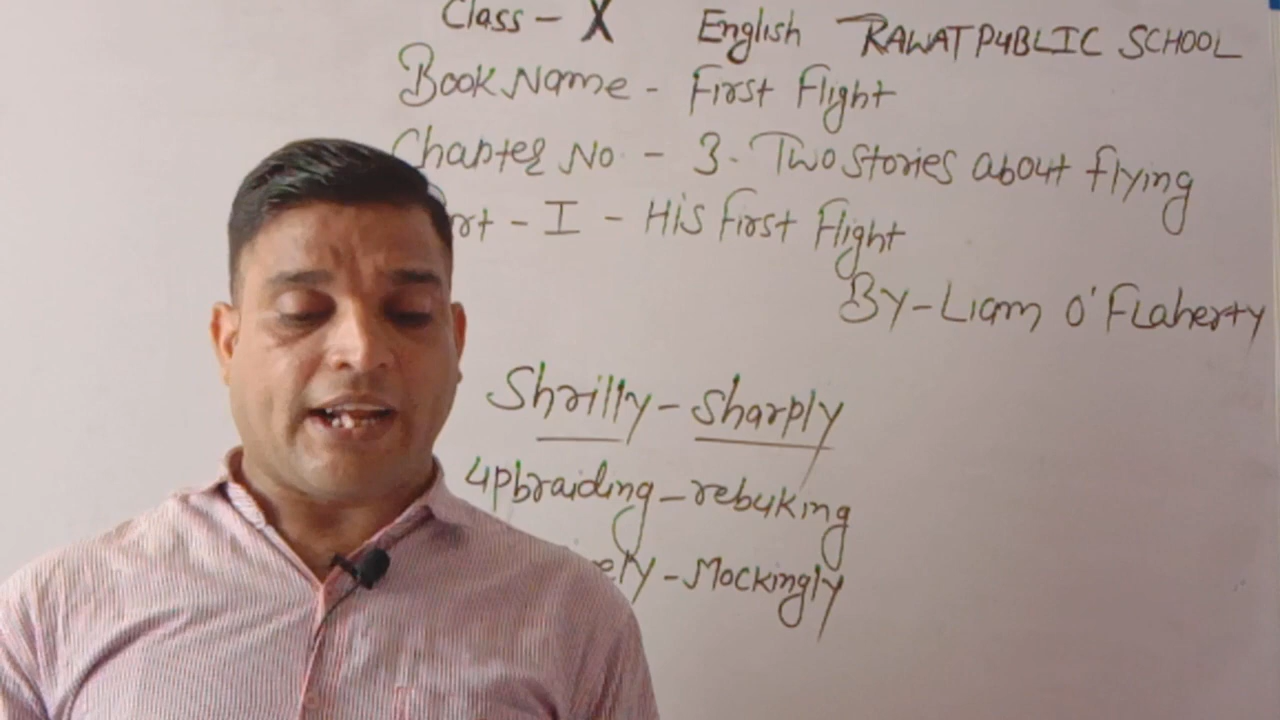 Class - X English RAWAT PUBLIC SCHOOL
Book Name - First Flight
Chapter No - 3. Two Stories about flying
- I - His First Flight
By - Liam O'Flaherty
Shrilly - Sharply
upbraiding - rebuking
- Mockingly